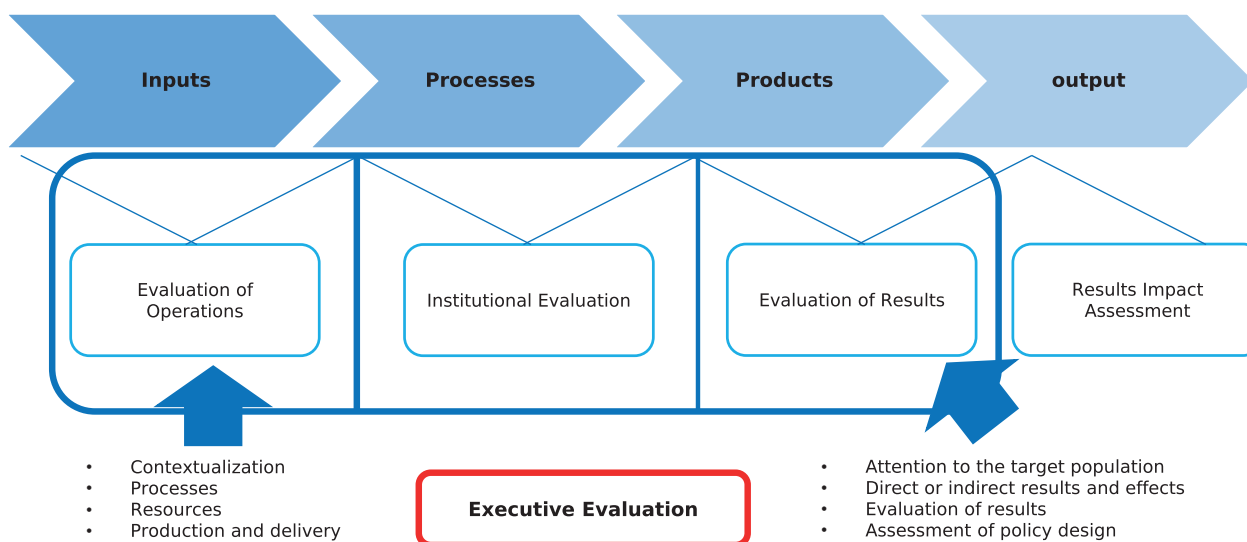 Inputs
Processes
Products
output
Evaluation of
Operations
Institutional Evaluation
Evaluation of Results
Results Impact
Assessment
• Contextualization
• Processes
• Resources
• Production and delivery
Executive Evaluation
• Attention to the target population
• Direct or indirect results and effects
• Evaluation of results
• Assessment of policy design